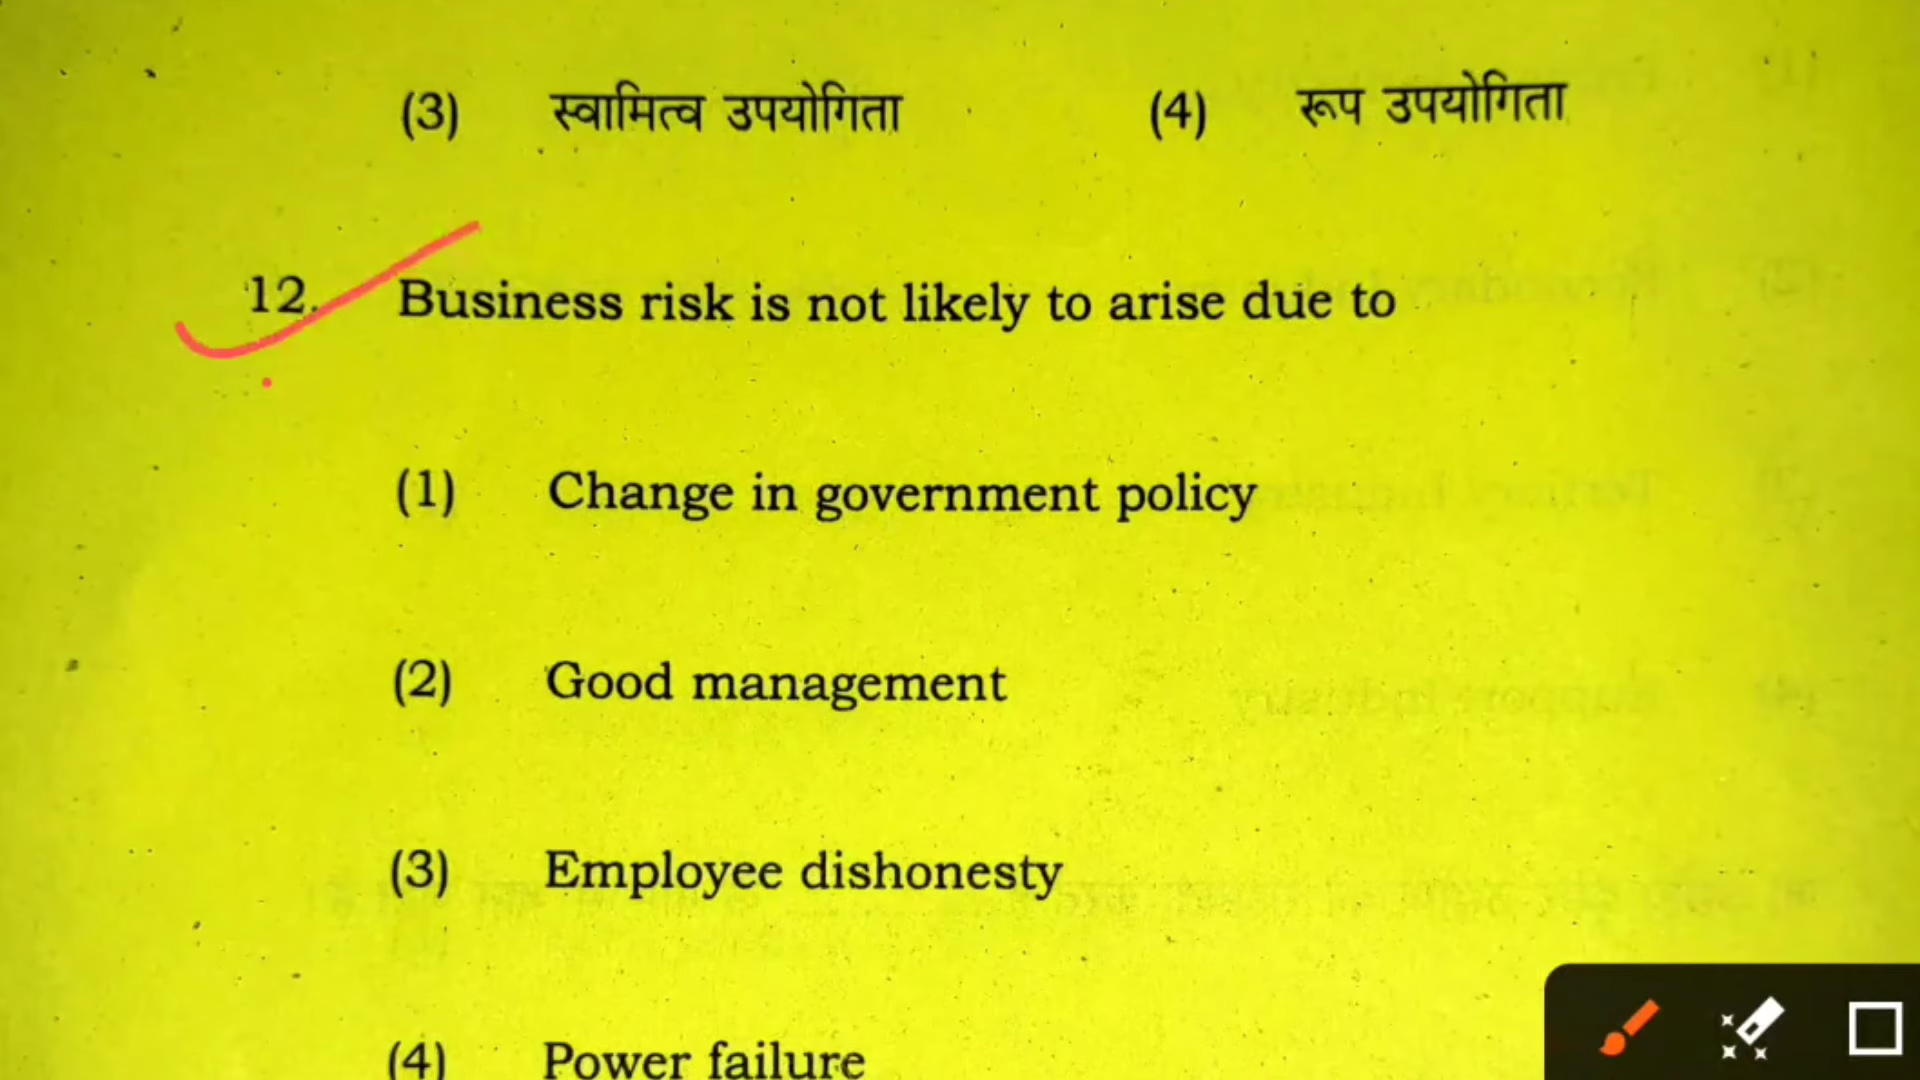 (3) स्वामित्व उपयोगिता (4) रूप उपयोगिता
12. Business risk is not likely to arise due to
(1) Change in government policy
(2) Good management
(3) Employee dishonesty
(4) Power failure